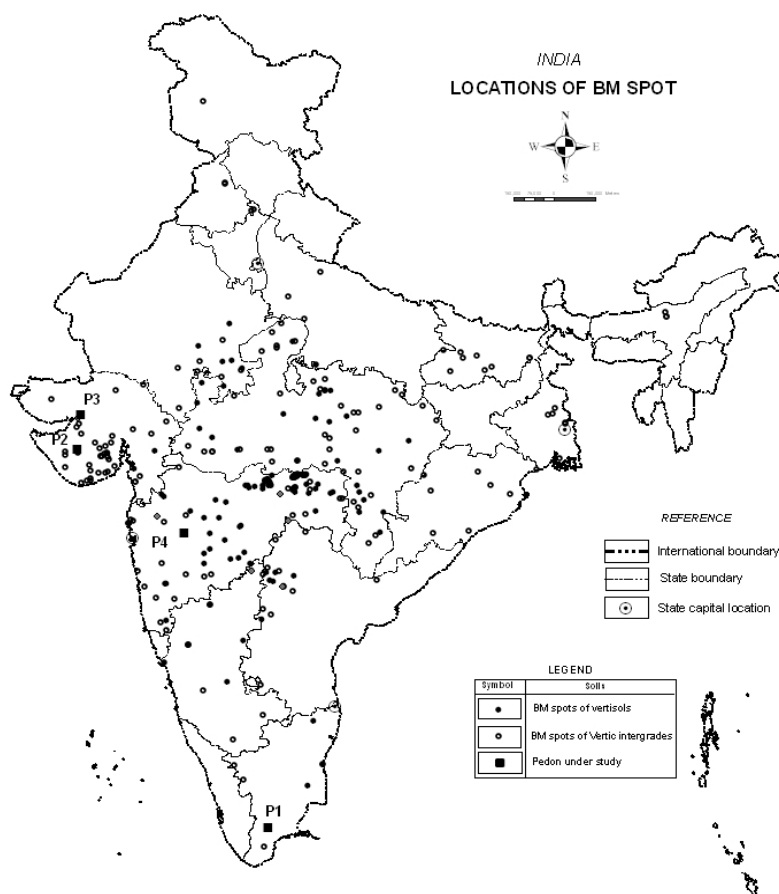 INDIA
LOCATIONS OF BM SPOT
N
W E
S
P3
P2
P4
P1
REFERENCE
International boundary
State boundary
State capital location
LEGEND
Symbol Soils
BM spots of vertisols
BM spots of Vertic intergrades
Pedon under study